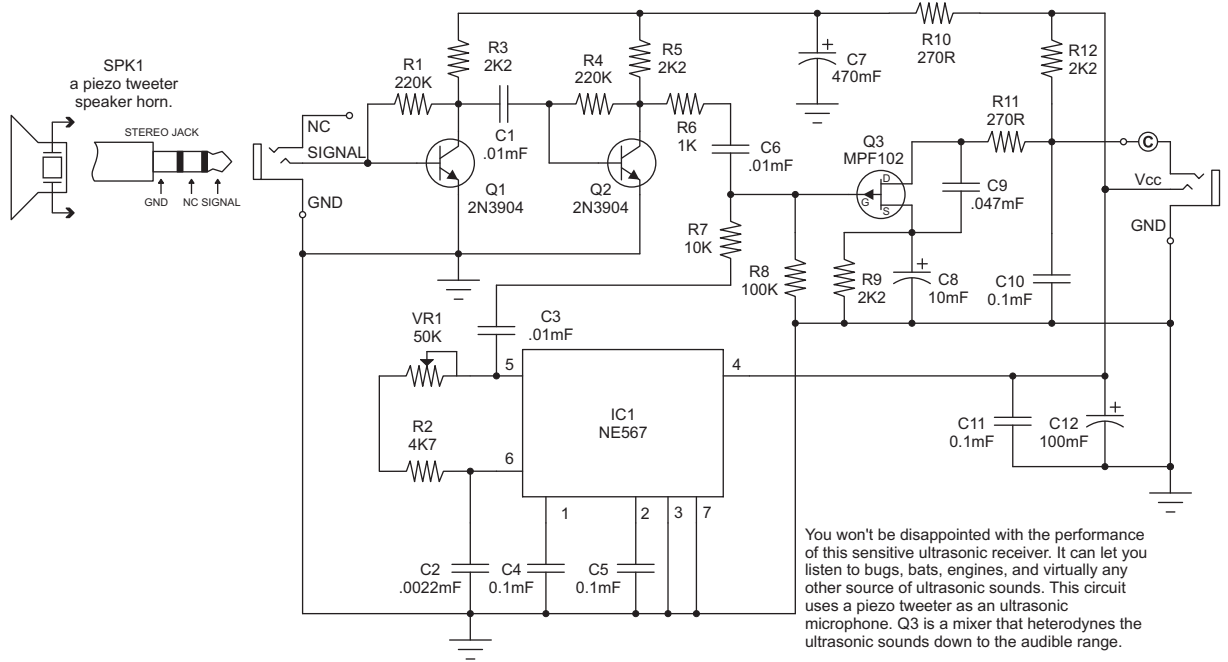 SPK1
a piezo tweeter
speaker horn.
STEREO JACK
GND
NC
SIGNAL
NC
SIGNAL
GND
R1
220K
R3
2K2
C1
.01mF
Q1
2N3904
R4
220K
R5
2K2
Q2
2N3904
R6
1K
C6
.01mF
C7
470mF
R10
270R
R12
2K2
R11
270R
Q3
MPF102
D
G
S
C9
.047mF
C
Vcc
GND
R7
10K
R8
100K
R9
2K2
+
C8
10mF
C10
0.1mF
+
VR1
50K
C3
.01mF
R2
4K7
5
4
6
IC1
NE567
1
2
3
7
C11
0.1mF
C12
100mF
+
C2
.0022mF
C4
0.1mF
C5
0.1mF
You won't be disappointed with the performance
of this sensitive ultrasonic receiver. It can let you
listen to bugs, bats, engines, and virtually any
other source of ultrasonic sounds. This circuit
uses a piezo tweeter as an ultrasonic
microphone. Q3 is a mixer that heterodynes the
ultrasonic sounds down to the audible range.